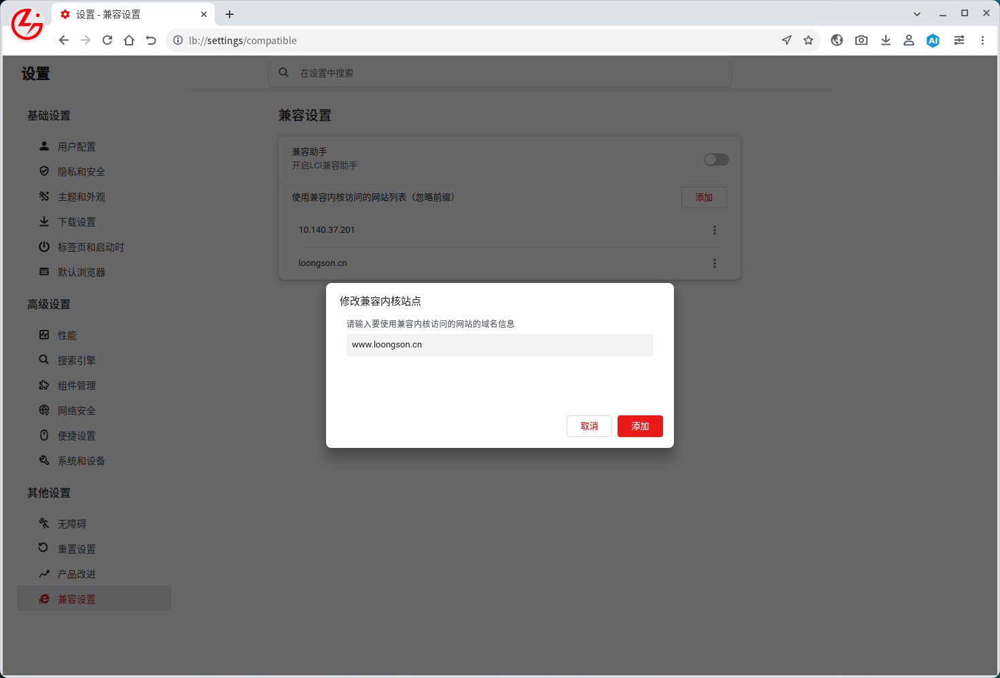 设置 - 兼容设置
lb://settings/compatible
AI
设置
在设置中搜索
基础设置
用户配置
隐私和安全
主题和外观
下载设置
标签页和启动时
默认浏览器
高级设置
性能
搜索引擎
组件管理
网络安全
便捷设置
系统和设备
其他设置
无障碍
重置设置
产品改进
兼容设置
兼容设置
兼容助手
开启LCI兼容助手
使用兼容内核访问的网站列表（忽略前缀）
添加
10.140.37.201
loongson.cn
修改兼容内核站点
请输入要使用兼容内核访问的网站的域名信息
www.loongson.cn
取消
添加